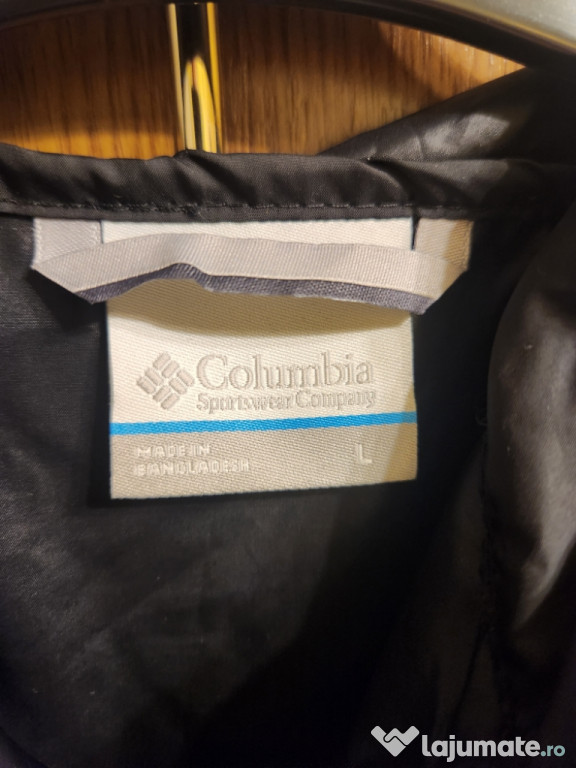 Columbia
Sportswear Company
MADE IN
BANGLADESH
L
lajumate.ro